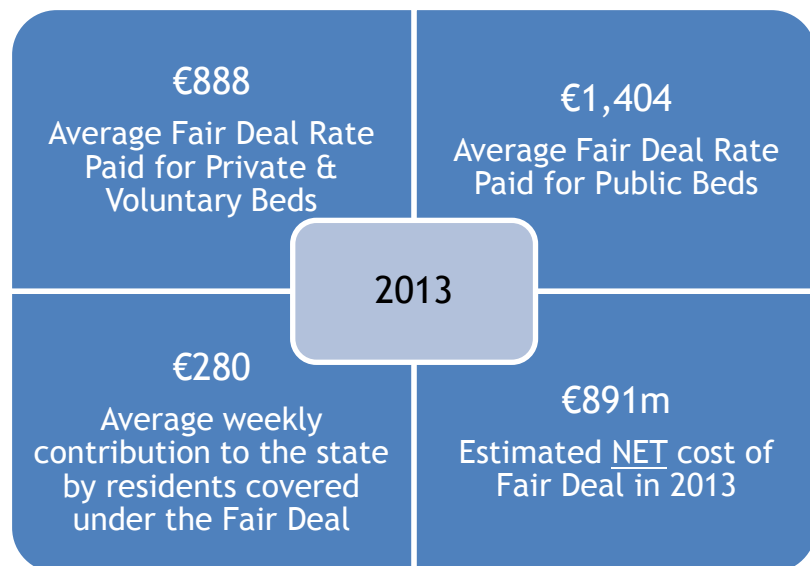 €888
Average Fair Deal Rate
Paid for Private &
Voluntary Beds
€1,404
Average Fair Deal Rate
Paid for Public Beds
2013
€280
Average weekly
contribution to the state
by residents covered
under the Fair Deal
€891m
Estimated NET cost of
Fair Deal in 2013